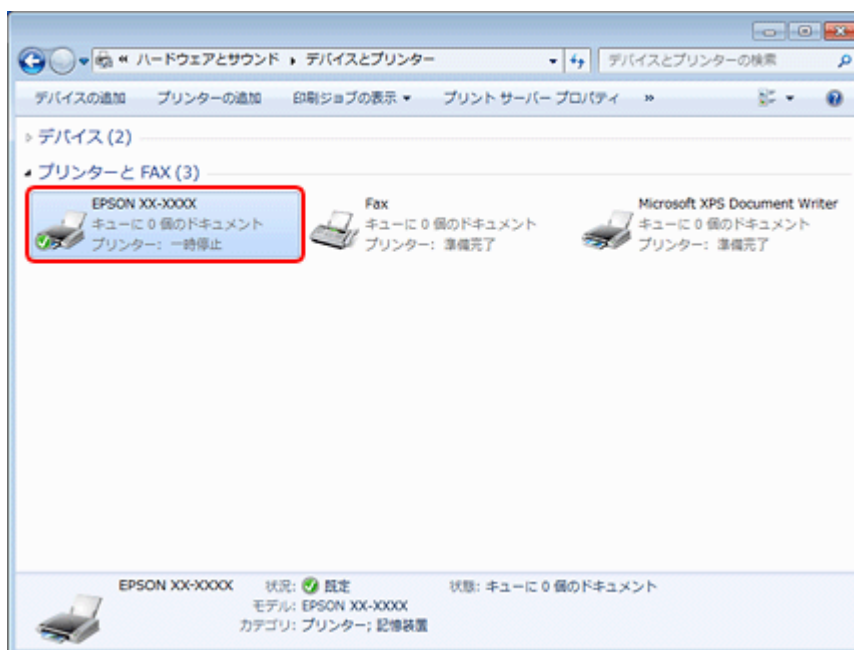 « ハードウェアとサウンド ▸ デバイスとプリンター
デバイスとプリンターの検索
デバイスの追加 プリンターの追加 印刷ジョブの表示 ▼ プリント サーバー プロパティ »
デバイス (2)
プリンターと FAX (3)
EPSON XX-XXXX
キューに 0 個のドキュメント
プリンター: 一時停止
Fax
キューに 0 個のドキュメント
プリンター: 準備完了
Microsoft XPS Document Writer
キューに 0 個のドキュメント
プリンター: 準備完了
EPSON XX-XXXX 状況: 既定 状態: キューに 0 個のドキュメント
モデル: EPSON XX-XXXX
カテゴリ: プリンター; 記憶装置